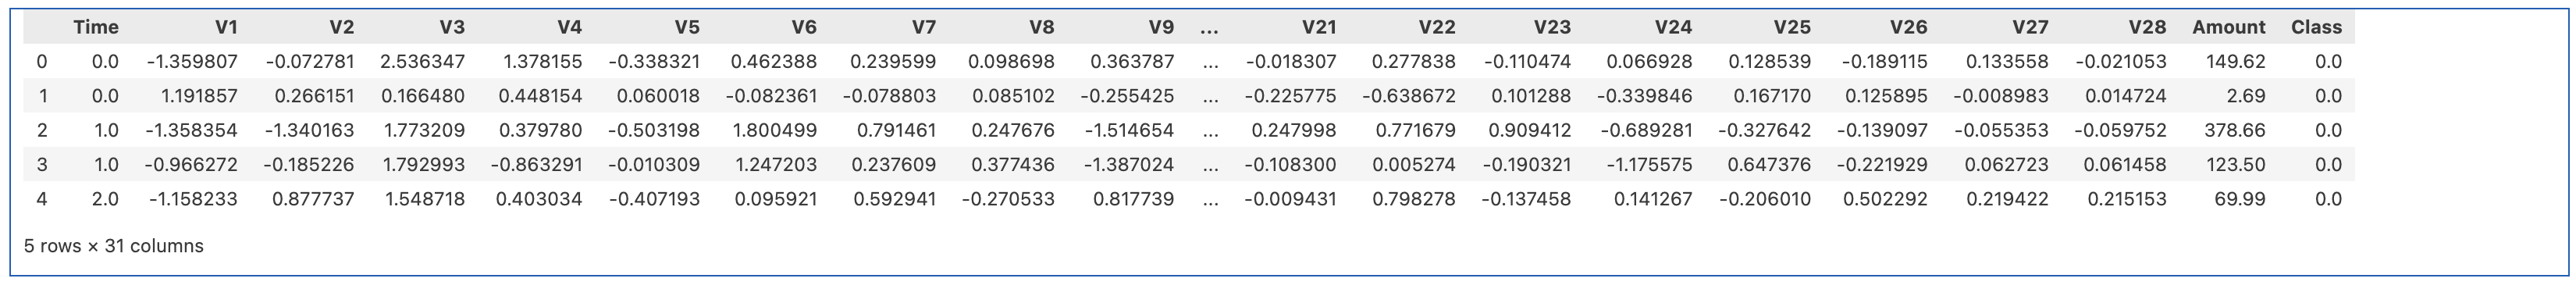 Time V1 V2 V3 V4 V5 V6 V7 V8 V9 ... V21 V22 V23 V24 V25 V26 V27 V28 Amount Class
0 0.0 -1.359807 -0.072781 2.536347 1.378155 -0.338321 0.462388 0.239599 0.098698 0.363787 ... -0.018307 0.277838 -0.110474 0.066928 0.128539 -0.189115 0.133558 -0.021053 149.62 0.0
1 0.0 1.191857 0.266151 0.166480 0.448154 0.060018 -0.082361 -0.078803 0.085102 -0.255425 ... -0.225775 -0.638672 0.101288 -0.339846 0.167170 0.125895 -0.008983 0.014724 2.69 0.0
2 1.0 -1.358354 -1.340163 1.773209 0.379780 -0.503198 1.800499 0.791461 0.247676 -1.514654 ... 0.247998 0.771679 0.909412 -0.689281 -0.327642 -0.139097 -0.055353 -0.059752 378.66 0.0
3 1.0 -0.966272 -0.185226 1.792993 -0.863291 -0.010309 1.247203 0.237609 0.377436 -1.387024 ... -0.108300 0.005274 -0.190321 -1.175575 0.647376 -0.221929 0.062723 0.061458 123.50 0.0
4 2.0 -1.158233 0.877737 1.548718 0.403034 -0.407193 0.095921 0.592941 -0.270533 0.817739 ... -0.009431 0.798278 -0.137458 0.141267 -0.206010 0.502292 0.219422 0.215153 69.99 0.0
5 rows × 31 columns